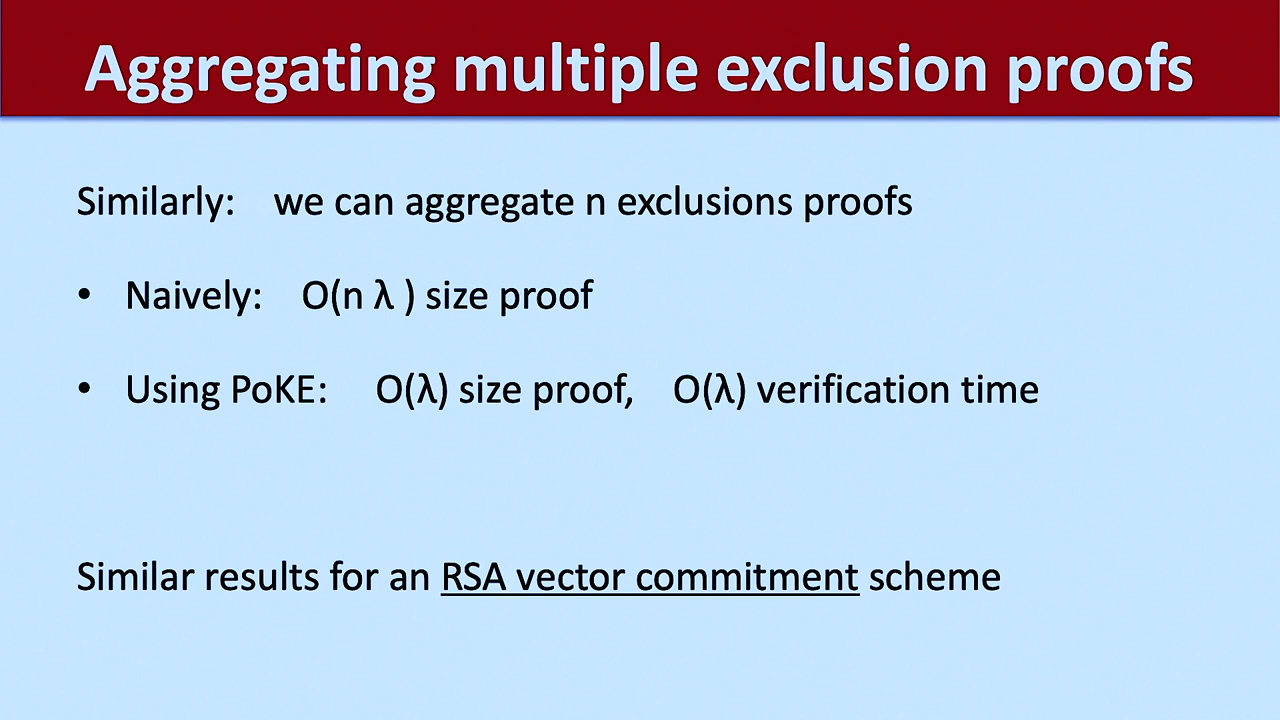 Aggregating multiple exclusion proofs
Similarly: we can aggregate n exclusions proofs
• Naively: O(n λ ) size proof
• Using PoKE: O(λ) size proof, O(λ) verification time
Similar results for an RSA vector commitment scheme